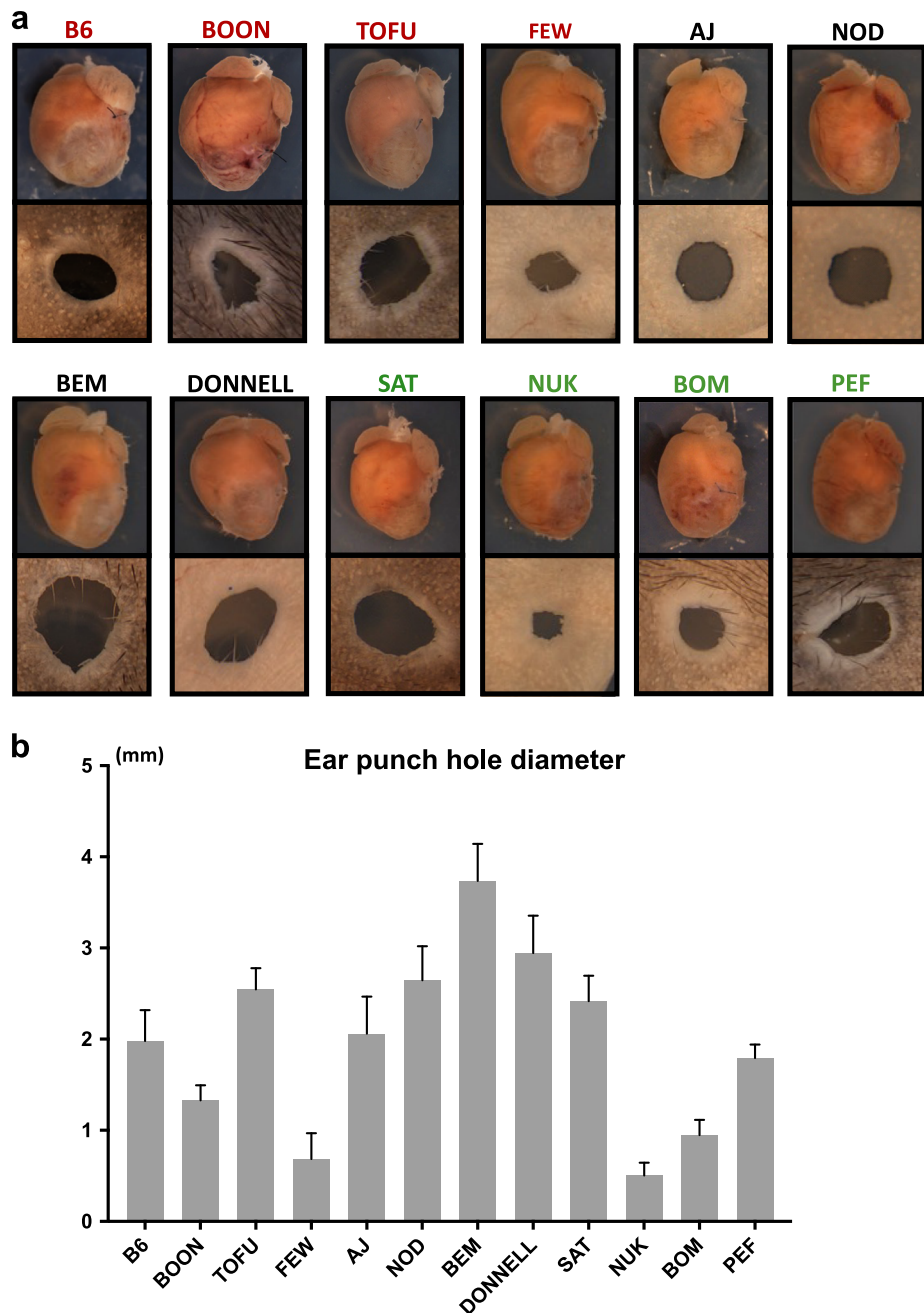 a
B6 BOON TOFU FEW AJ NOD
BEM DONNELL SAT NUK BOM PEF
b
(mm) Ear punch hole diameter
5
4
3
2
1
0
B6 BOON TOFU FEW AJ NOD BEM DONNELL SAT NUK BOM PEF